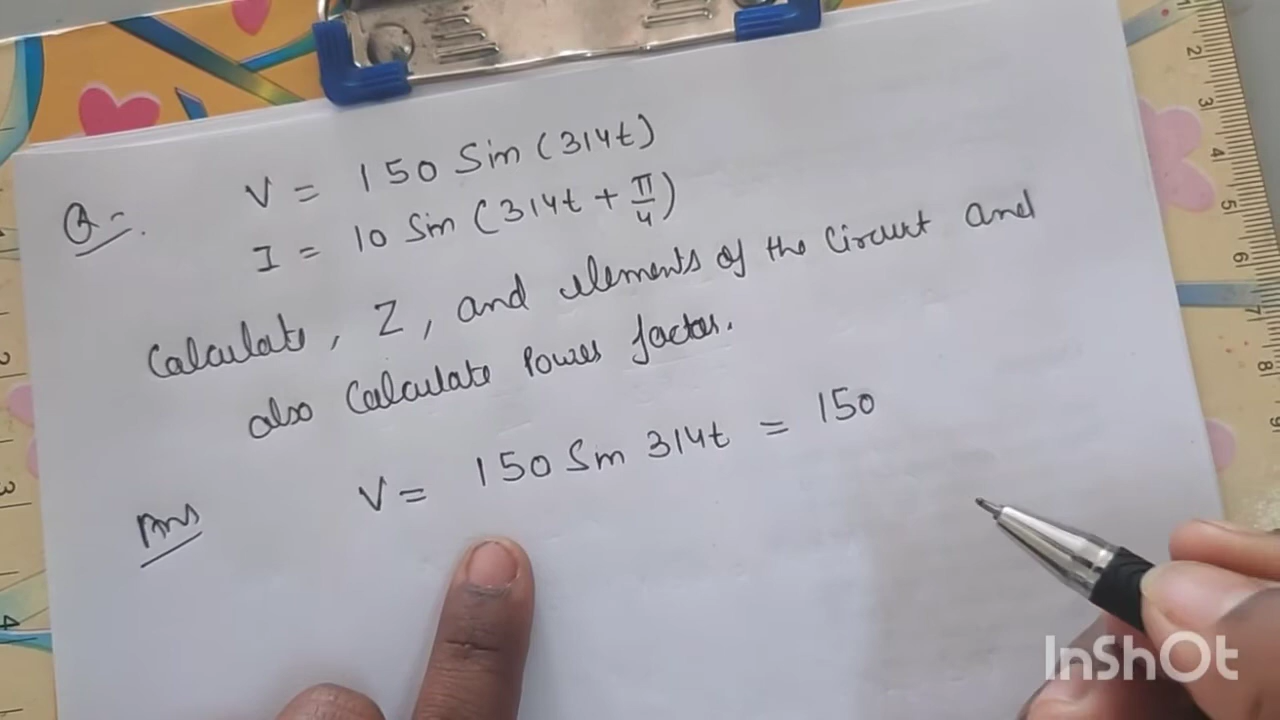 Q=. V = 150 Sin (314t)
I = 10 Sin (314t + π/4)
Calculate, Z, and elements of the Circuit and
also Calculate Power factor.
Ans V = 150 Sin 314t = 150
InShOt